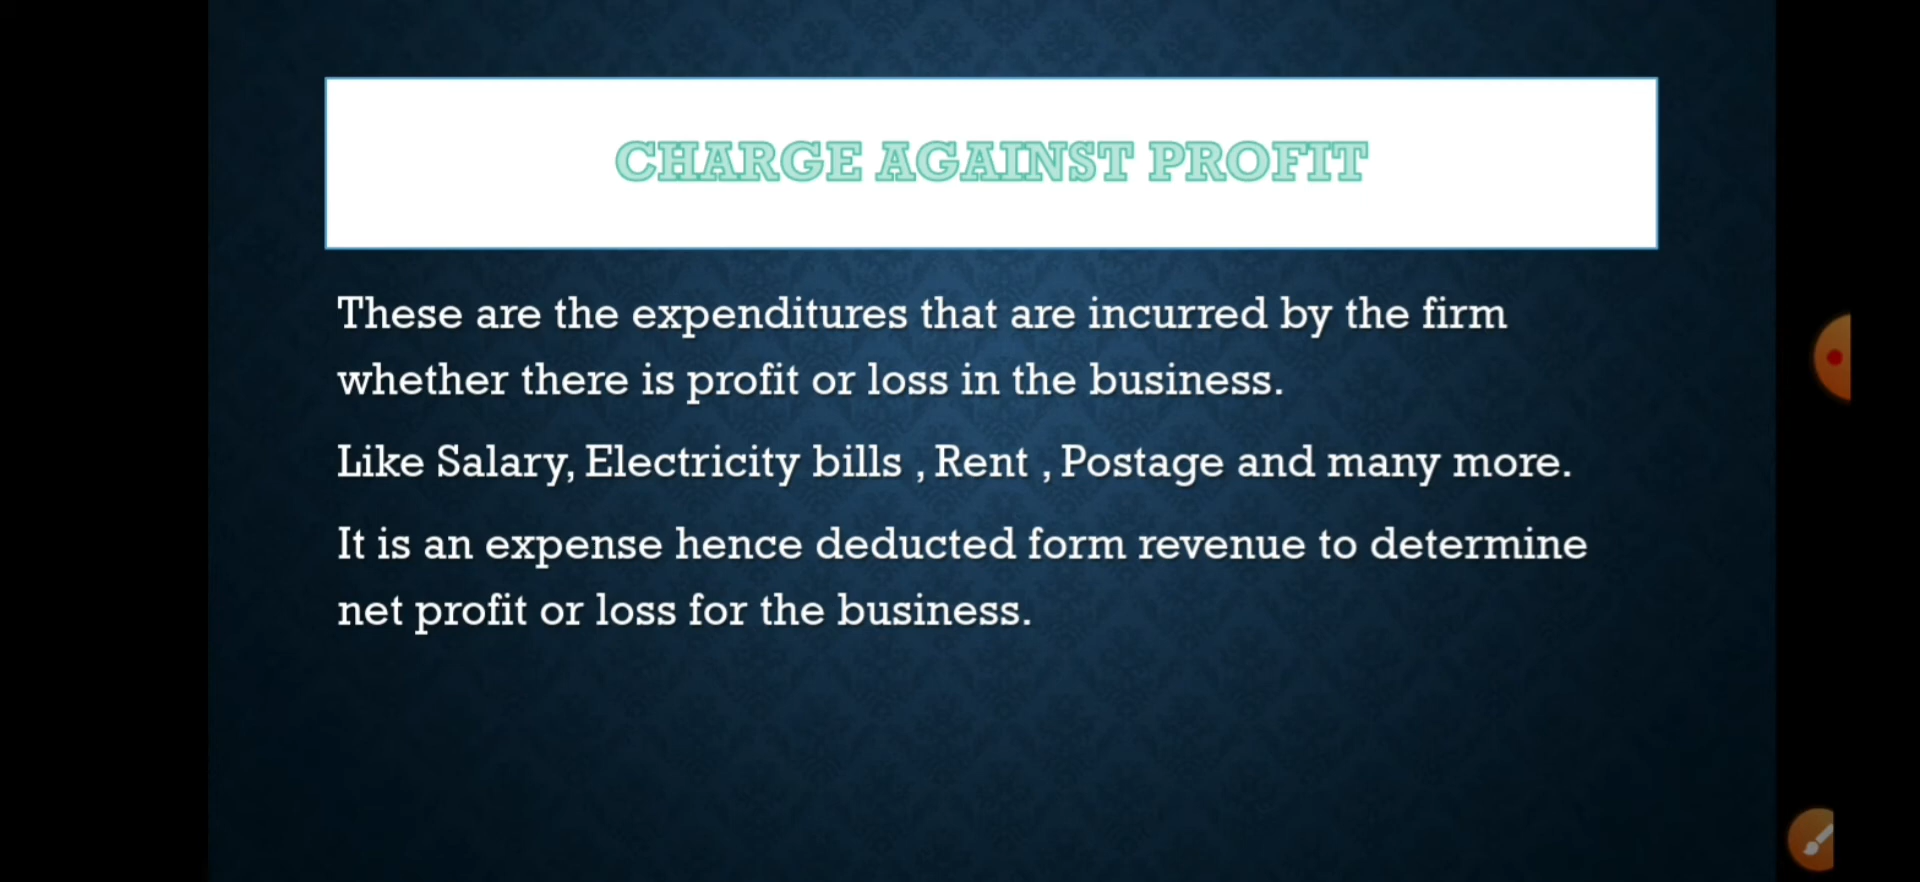 CHARGE AGAINST PROFIT
These are the expenditures that are incurred by the firm
whether there is profit or loss in the business.
Like Salary, Electricity bills , Rent , Postage and many more.
It is an expense hence deducted form revenue to determine
net profit or loss for the business.